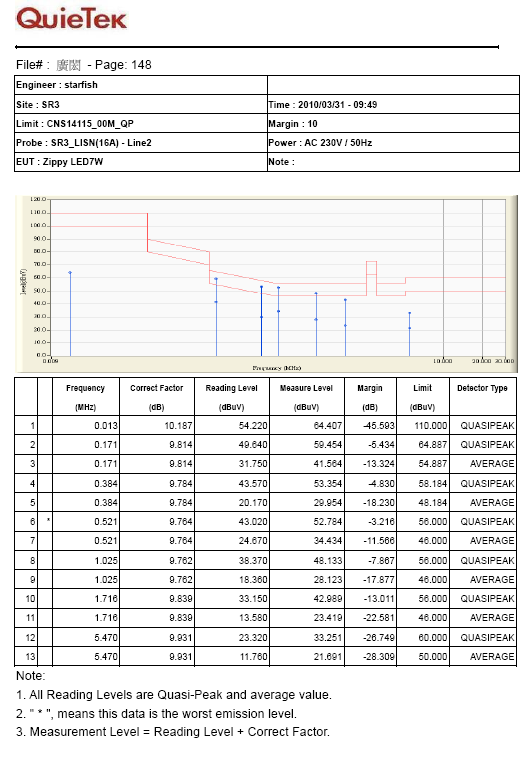 QuieTek
File# : 廣閎 - Page: 148
Engineer : starfish
Site : SR3 Time : 2010/03/31 - 09:49
Limit : CNS14115_00M_QP Margin : 10
Probe : SR3_LISN(16A) - Line2 Power : AC 230V / 50Hz
EUT : Zippy LED7W Note :
120.0
110.0
100.0
90.0
80.0
70.0
60.0
50.0
40.0
30.0
20.0
10.0
0.0
Level(dBuV)
0.009 10.000 20.000 30.000
Frequency (MHz)
Frequency Correct Factor Reading Level Measure Level Margin Limit Detector Type
(MHz) (dB) (dBuV) (dBuV) (dB) (dBuV)
1 0.013 10.187 54.220 64.407 -45.593 110.000 QUASIPEAK
2 0.171 9.814 49.640 59.454 -5.434 64.887 QUASIPEAK
3 0.171 9.814 31.750 41.564 -13.324 54.887 AVERAGE
4 0.384 9.784 43.570 53.354 -4.830 58.184 QUASIPEAK
5 0.384 9.784 20.170 29.954 -18.230 48.184 AVERAGE
6 * 0.521 9.764 43.020 52.784 -3.216 56.000 QUASIPEAK
7 0.521 9.764 24.670 34.434 -11.566 46.000 AVERAGE
8 1.025 9.762 38.370 48.133 -7.867 56.000 QUASIPEAK
9 1.025 9.762 18.360 28.123 -17.877 46.000 AVERAGE
10 1.716 9.839 33.150 42.989 -13.011 56.000 QUASIPEAK
11 1.716 9.839 13.580 23.419 -22.581 46.000 AVERAGE
12 5.470 9.931 23.320 33.251 -26.749 60.000 QUASIPEAK
13 5.470 9.931 11.760 21.691 -28.309 50.000 AVERAGE
Note:
1. All Reading Levels are Quasi-Peak and average value.
2. " * ", means this data is the worst emission level.
3. Measurement Level = Reading Level + Correct Factor.